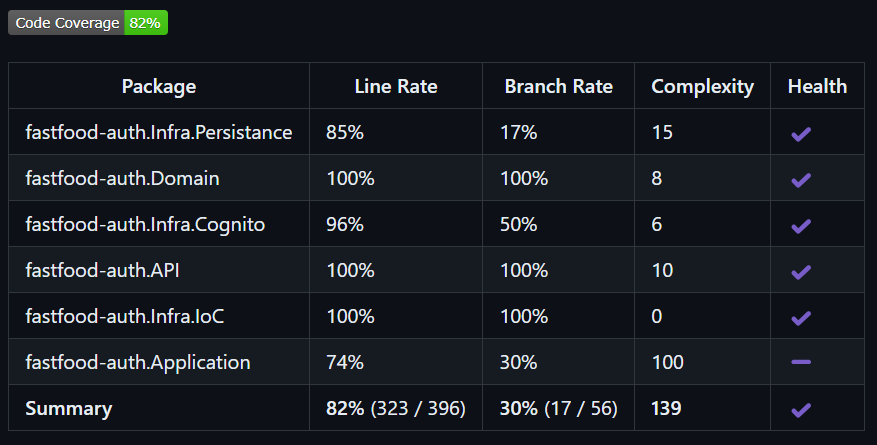 Code Coverage 82%
Package Line Rate Branch Rate Complexity Health
fastfood-auth.Infra.Persistance 85% 17% 15 ✔
fastfood-auth.Domain 100% 100% 8 ✔
fastfood-auth.Infra.Cognito 96% 50% 6 ✔
fastfood-auth.API 100% 100% 10 ✔
fastfood-auth.Infra.IoC 100% 100% 0 ✔
fastfood-auth.Application 74% 30% 100 ➖
Summary 82% (323 / 396) 30% (17 / 56) 139 ✔